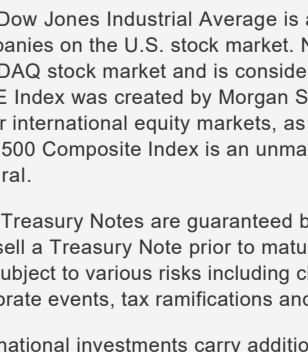 Dow Jones Industrial Average is a
panies on the U.S. stock market. N
DAQ stock market and is conside
E Index was created by Morgan S
r international equity markets, as
500 Composite Index is an unma
ral.
Treasury Notes are guaranteed b
sell a Treasury Note prior to matu
ubject to various risks including c
orate events, tax ramifications and
national investments carry additio